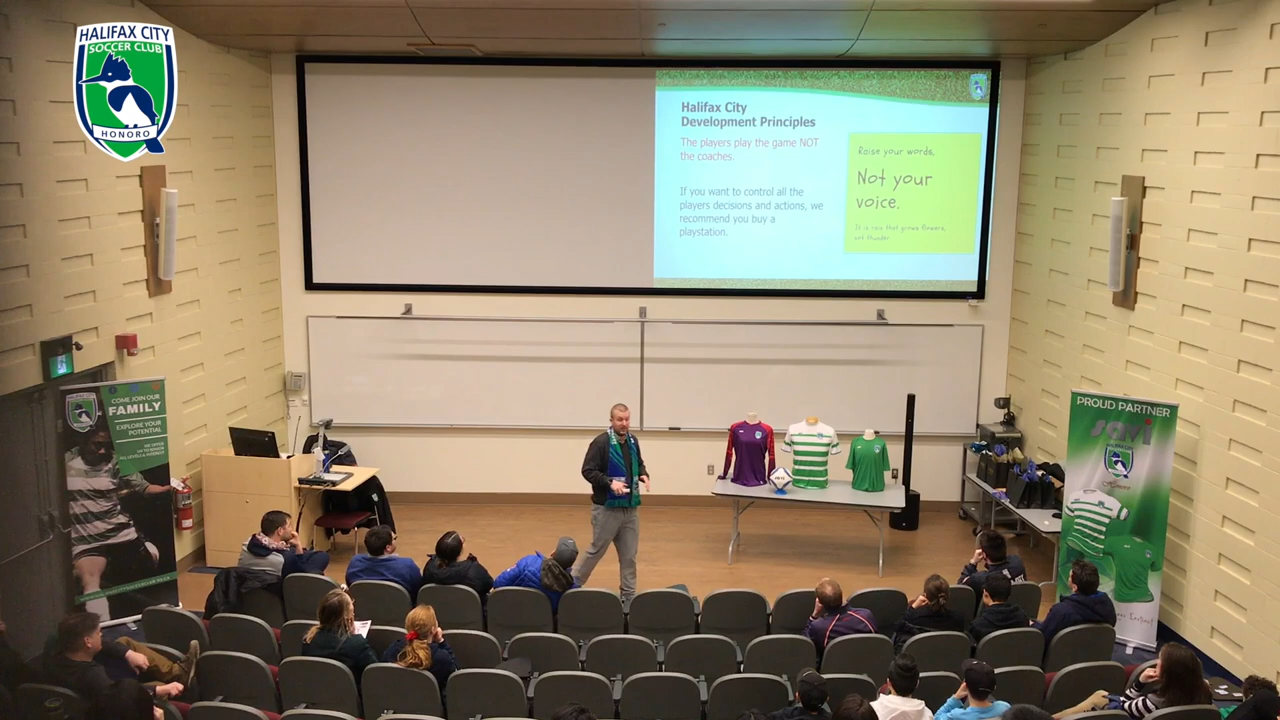 HALIFAX CITY
SOCCER CLUB
HONORO
Halifax City
Development Principles
The players play the game NOT
the coaches.
If you want to control all the
players decisions and actions, we
recommend you buy a
playstation.
Raise your words,
Not your
voice.
It is rain that grows flowers,
not thunder.
HALIFAX CITY
COME JOIN OUR
FAMILY
EXPLORE YOUR
POTENTIAL
PROUD PARTNER